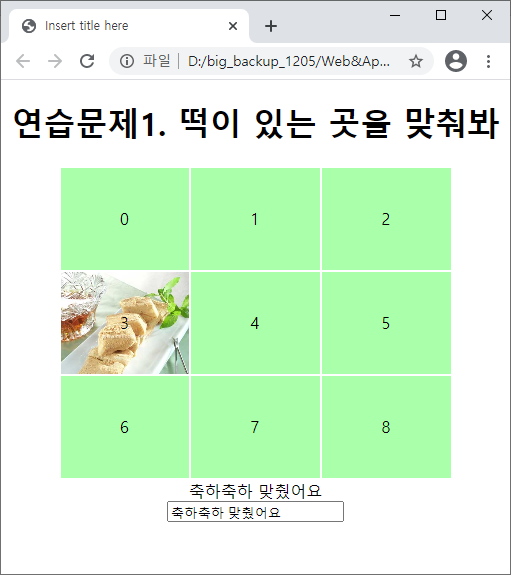 Insert title here
파일 D:/big_backup_1205/Web&Ap...
연습문제1. 떡이 있는 곳을 맞춰봐
0 1 2
3 4 5
6 7 8
축하축하 맞췄어요
축하축하 맞췄어요